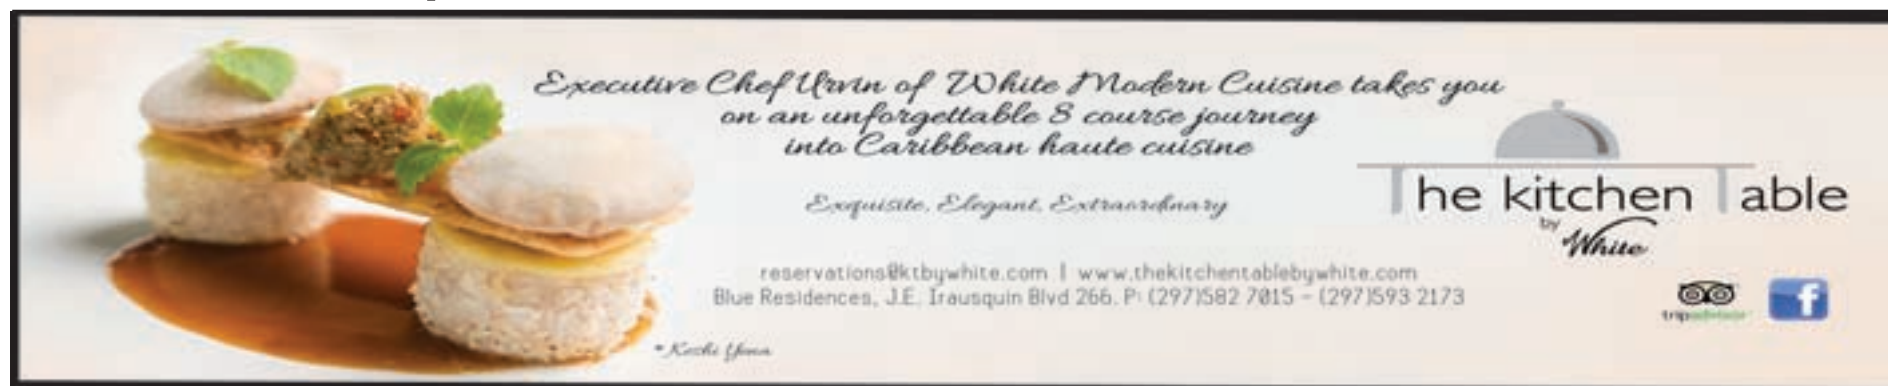 Executive Chef Urvin of White Modern Cuisine takes you
on an unforgettable 8 course journey
into Caribbean haute cuisine
Exquisite, Elegant, Extraordinary
The kitchen Table
by White
reservations@ktbywhite.com | www.thekitchentablebywhite.com
Blue Residences, J.E. Irausquin Blvd 266. P: (297)582 7015 - (297)593 2173
tripadvisor
f
* Keshi Yena